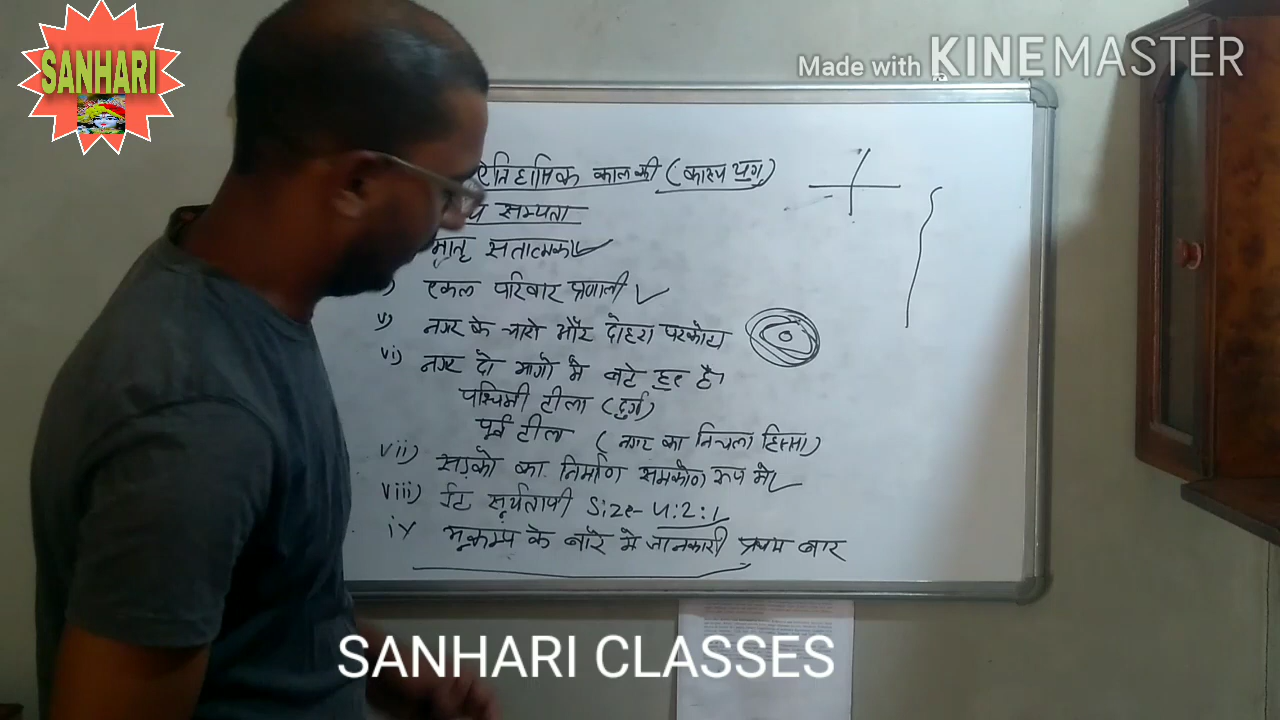 SANHARI
Made with KINEMASTER
ऐतिहासिक काल की (कांस्य युग)
सभ्यता
मातृ सतात्मक
एकल परिवार प्रणाली
v) नगर के चारो ओर दोहरा परकोटा
vi) नगर दो भागो मे बटे हुए है।
पश्चिमी टीला (दुर्ग)
पूर्व टीला (नगर का निचला हिस्सा)
vii) सड़को का निर्माण समकोण रूप मे
viii) ईट सूर्यतापी Size- 4:2:1
ix भूकम्प के बारे मे जानकारी प्रथम बार
SANHARI CLASSES